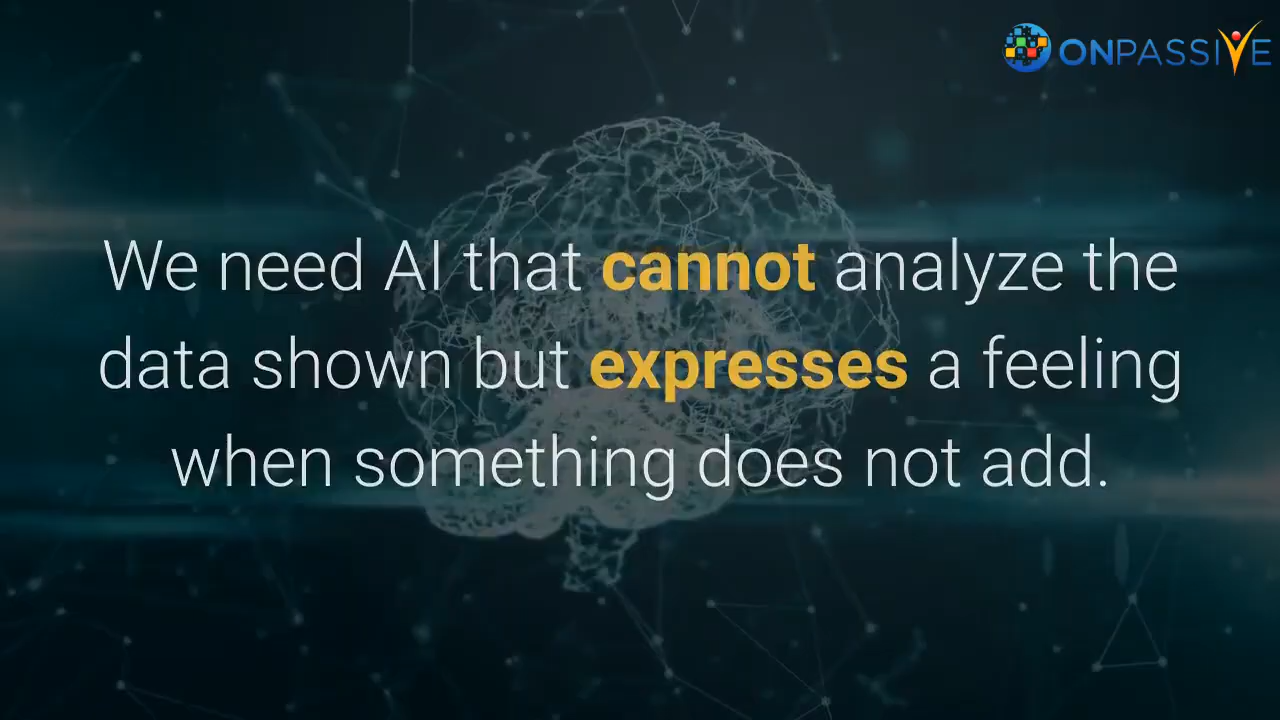 ONPASSIVE
We need AI that cannot analyze the
data shown but expresses a feeling
when something does not add.